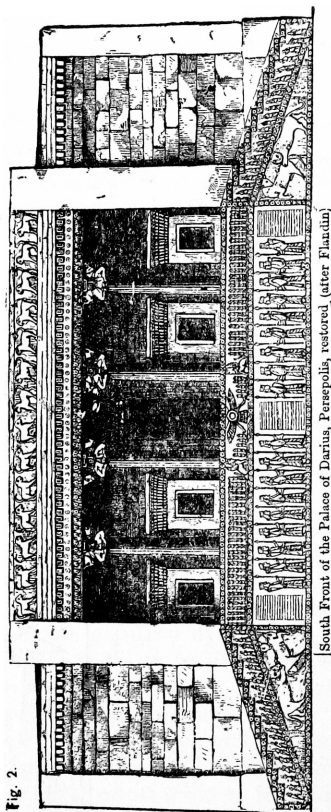 Fig. 2.
[South Front of the Palace of Darius, Persepolis, restored (after Flandin)]